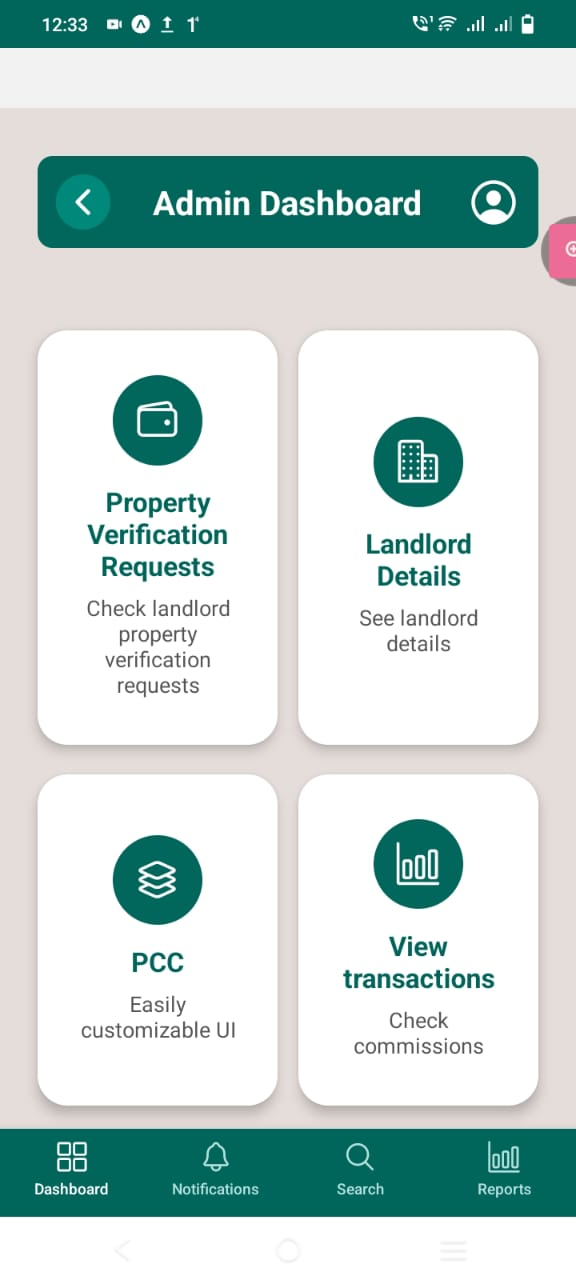 12:33
Admin Dashboard
Property
Verification
Requests
Check landlord
property
verification
requests
Landlord
Details
See landlord
details
PCC
Easily
customizable UI
View
transactions
Check
commissions
Dashboard
Notifications
Search
Reports